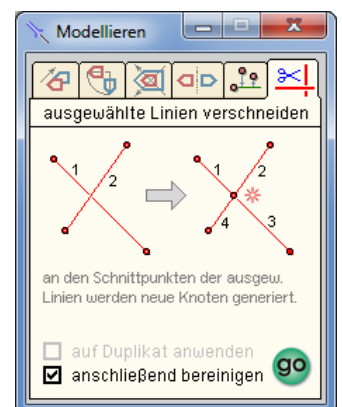 Modellieren
ausgewählte Linien verschneiden
1 2 1 2
4 3
an den Schnittpunkten der ausgew.
Linien werden neue Knoten generiert.
auf Duplikat anwenden
anschließend bereinigen go